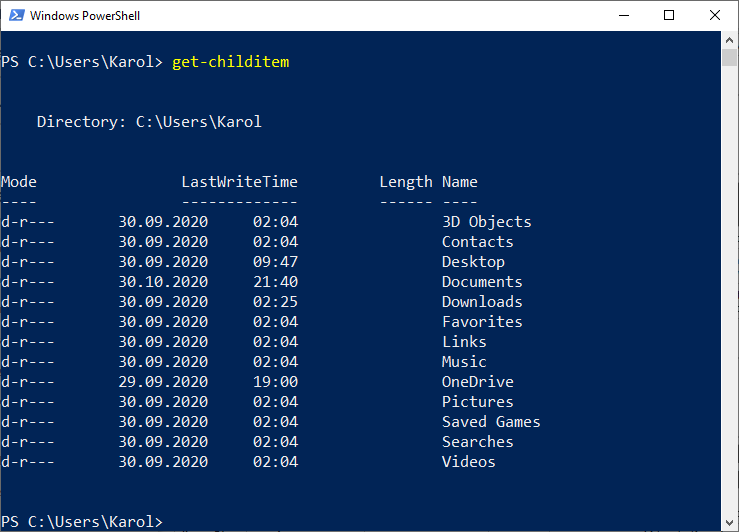 Windows PowerShell
PS C:\Users\Karol> get-childitem
Directory: C:\Users\Karol
Mode LastWriteTime Length Name
---- ------------- ------ ----
d-r--- 30.09.2020 02:04 3D Objects
d-r--- 30.09.2020 02:04 Contacts
d-r--- 30.09.2020 09:47 Desktop
d-r--- 30.10.2020 21:40 Documents
d-r--- 30.09.2020 02:25 Downloads
d-r--- 30.09.2020 02:04 Favorites
d-r--- 30.09.2020 02:04 Links
d-r--- 30.09.2020 02:04 Music
d-r--- 29.09.2020 19:00 OneDrive
d-r--- 30.09.2020 02:04 Pictures
d-r--- 30.09.2020 02:04 Saved Games
d-r--- 30.09.2020 02:04 Searches
d-r--- 30.09.2020 02:04 Videos
PS C:\Users\Karol>